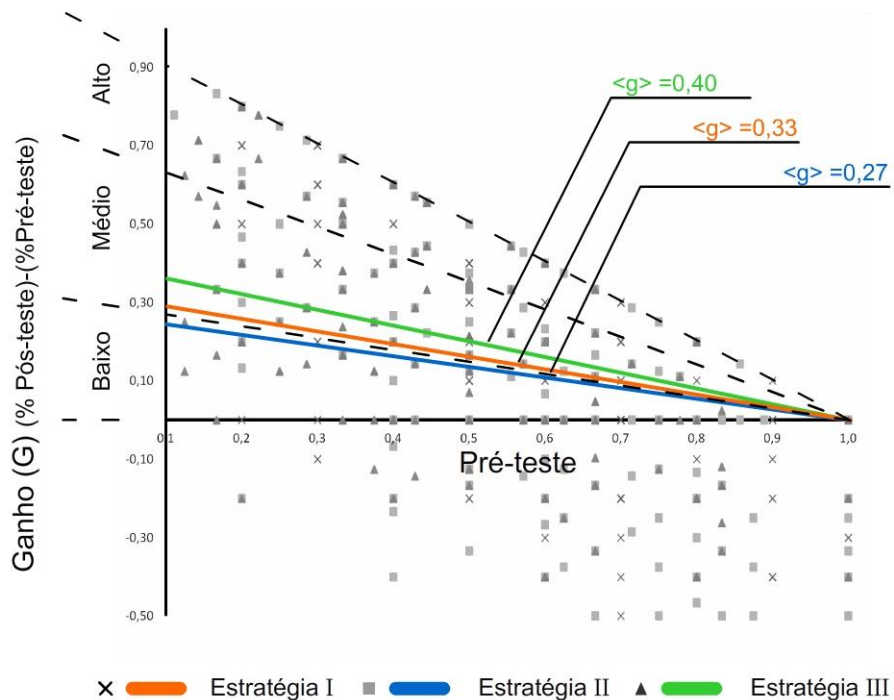 Ganho (G) (% Pós-teste)-(%Pré-teste)
Alto
Médio
Baixo
0,90
0,70
0,50
0,30
0,10
-0,10
-0,30
-0,50
<g> =0,40
<g> =0,33
<g> =0,27
0,1 0,2 0,3 0,4 0,5 0,6 0,7 0,8 0,9 1,0
Pré-teste
Estratégia I Estratégia II Estratégia III